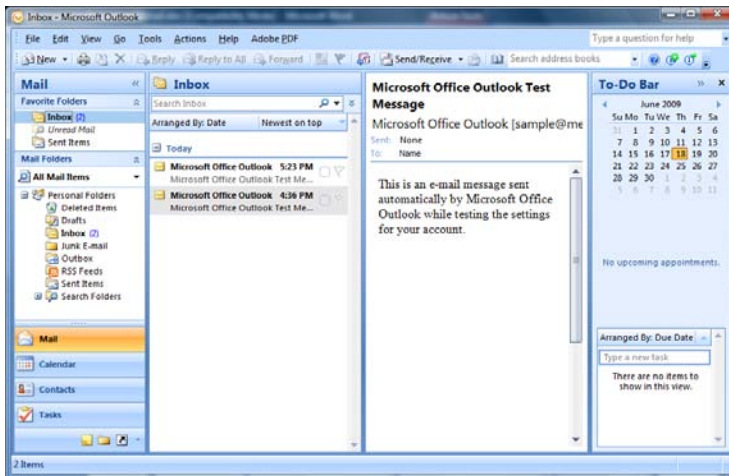 Inbox - Microsoft Outlook
File Edit View Go Tools Actions Help Adobe PDF
Type a question for help
New Reply Reply to All Forward Send/Receive Search address books
Mail
Favorite Folders
Inbox (2)
Unread Mail
Sent Items
Mail Folders
All Mail Items
Personal Folders
Deleted Items
Drafts
Inbox (2)
Junk E-mail
Outbox
RSS Feeds
Sent Items
Search Folders
Mail
Calendar
Contacts
Tasks
Inbox
Search Inbox
Arranged By: Date Newest on top
Today
Microsoft Office Outlook 5:23 PM
Microsoft Office Outlook Test Me...
Microsoft Office Outlook 4:36 PM
Microsoft Office Outlook Test Me...
Microsoft Office Outlook Test
Message
Microsoft Office Outlook [sample@me
Sent: None
To: Name
This is an e-mail message sent
automatically by Microsoft Office
Outlook while testing the settings
for your account.
To-Do Bar
June 2009
Su Mo Tu We Th Fr Sa
31 1 2 3 4 5 6
7 8 9 10 11 12 13
14 15 16 17 18 19 20
21 22 23 24 25 26 27
28 29 30 1 2 3 4
5 6 7 8 9 10 11
No upcoming appointments.
Arranged By: Due Date
Type a new task
There are no items to
show in this view.
2 Items